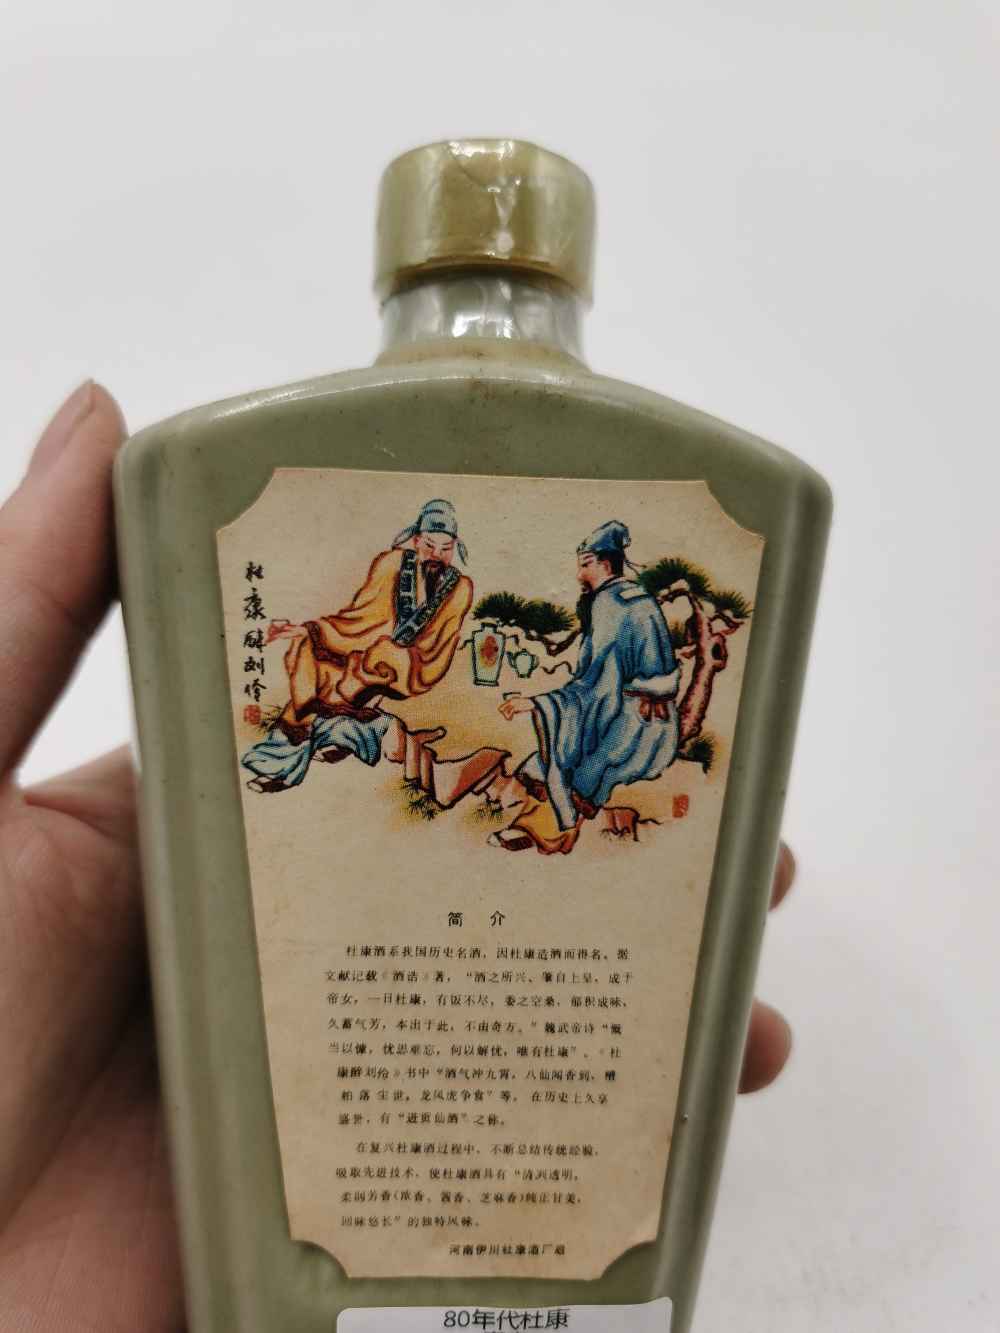 杜康醉刘伶
简 介
杜康酒系我国历史名酒，因杜康造酒而得名。据
文献记载《酒浩》著，“酒之所兴、肇自上皇，成于
帝女，一日杜康，有饭不尽，委之空桑，郁积成味、
久蓄气芳，本出于此，不由奇方。”魏武帝诗“慨
当以慷，忧思难忘，何以解忧，唯有杜康”。《杜
康醉刘伶》书中“酒气冲九霄，八仙闻香到，糟
粕落尘世，龙凤虎争食”等，在历史上久享
盛誉，有“进贡仙酒”之称。
在复兴杜康酒过程中，不断总结传统经验，
吸取先进技术，使杜康酒具有“清冽透明，
柔润芳香（浓香、酱香、芝麻香）纯正甘美，
回味悠长”的独特风味。
河南伊川杜康酒厂出
80年代杜康